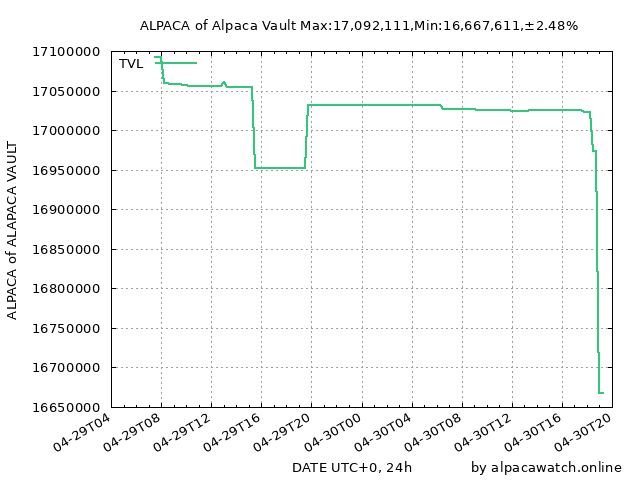 ALPACA of Alpaca Vault Max:17,092,111,Min:16,667,611,±2.48%
TVL
17100000
17050000
17000000
16950000
16900000
16850000
16800000
16750000
16700000
16650000
ALPACA of ALAPACA VAULT
04-29T04
04-29T08
04-29T12
04-29T16
04-29T20
04-30T00
04-30T04
04-30T08
04-30T12
04-30T16
04-30T20
DATE UTC+0, 24h
by alpacawatch.online